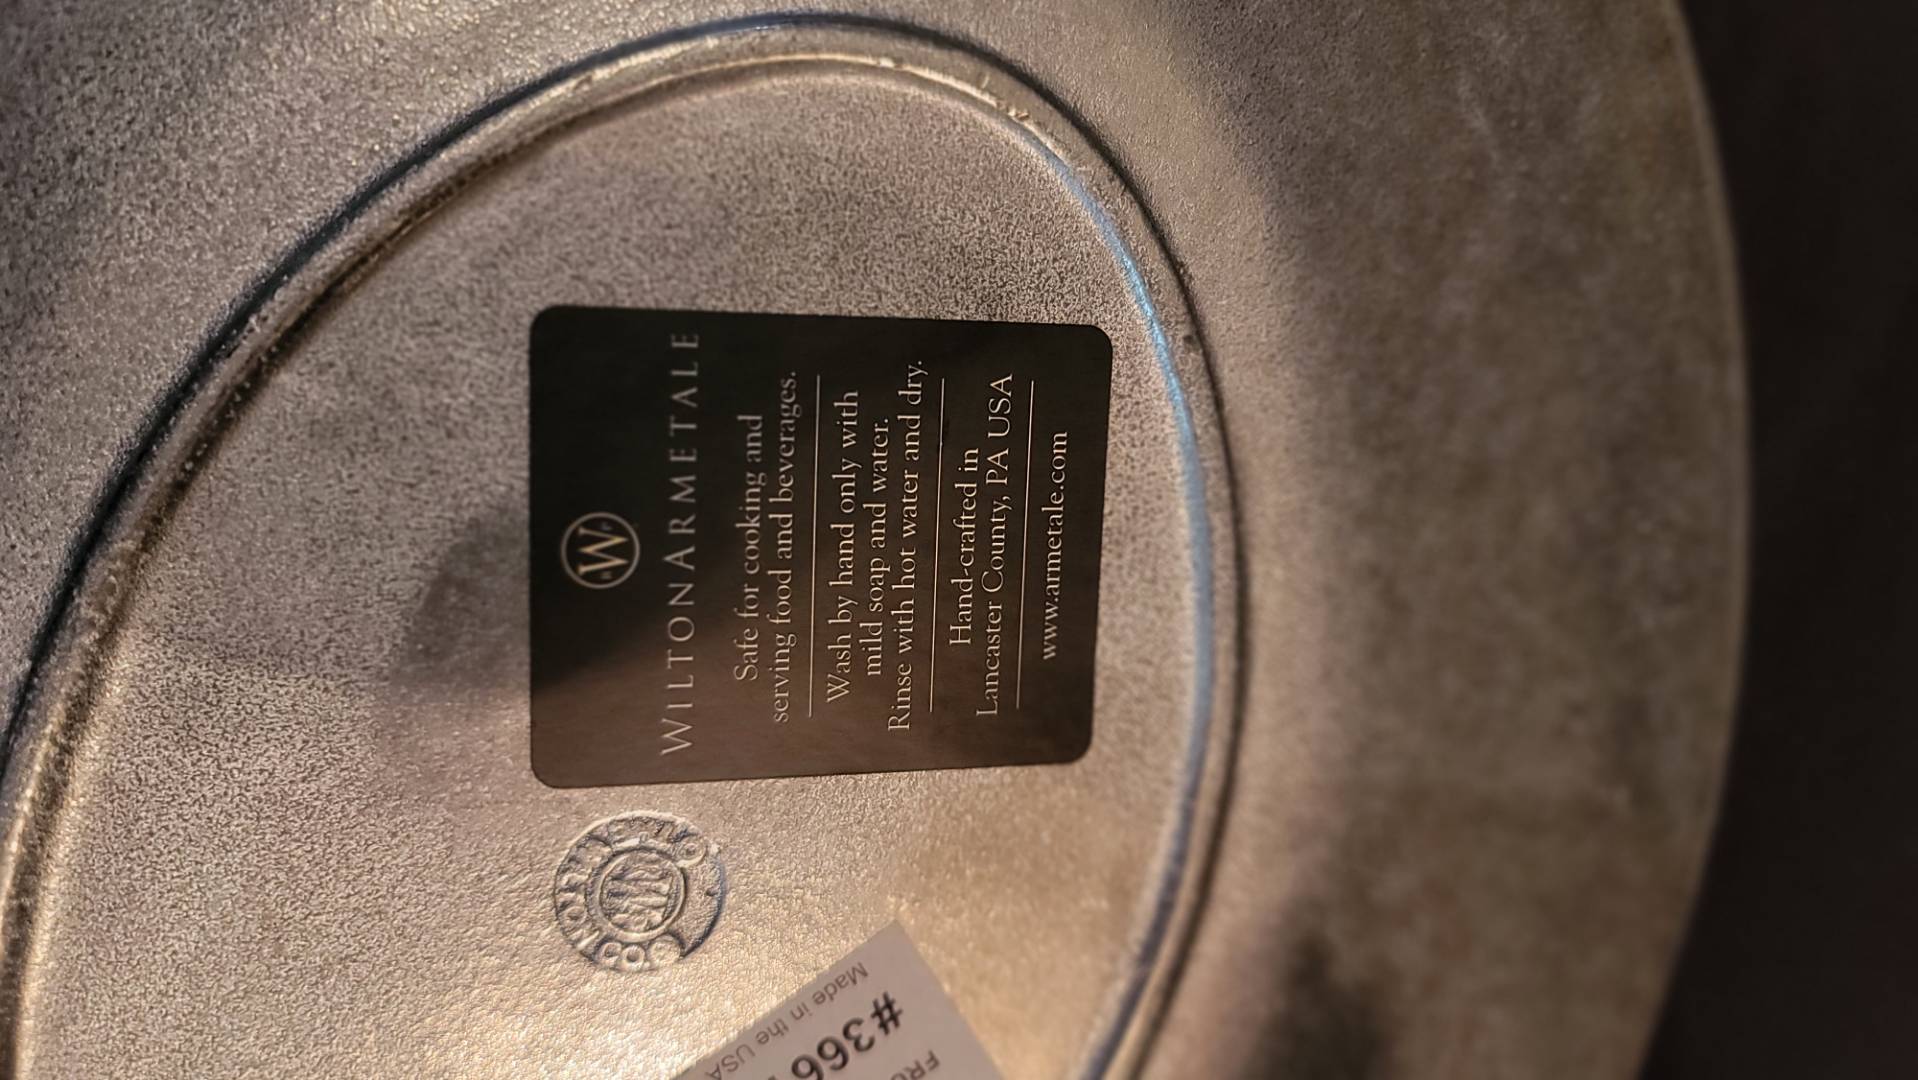 W
WILTONARMETALE
Safe for cooking and
serving food and beverages.
Wash by hand only with
mild soap and water.
Rinse with hot water and dry.
Hand-crafted in
Lancaster County, PA USA
www.armetale.com
Made in the USA
#366